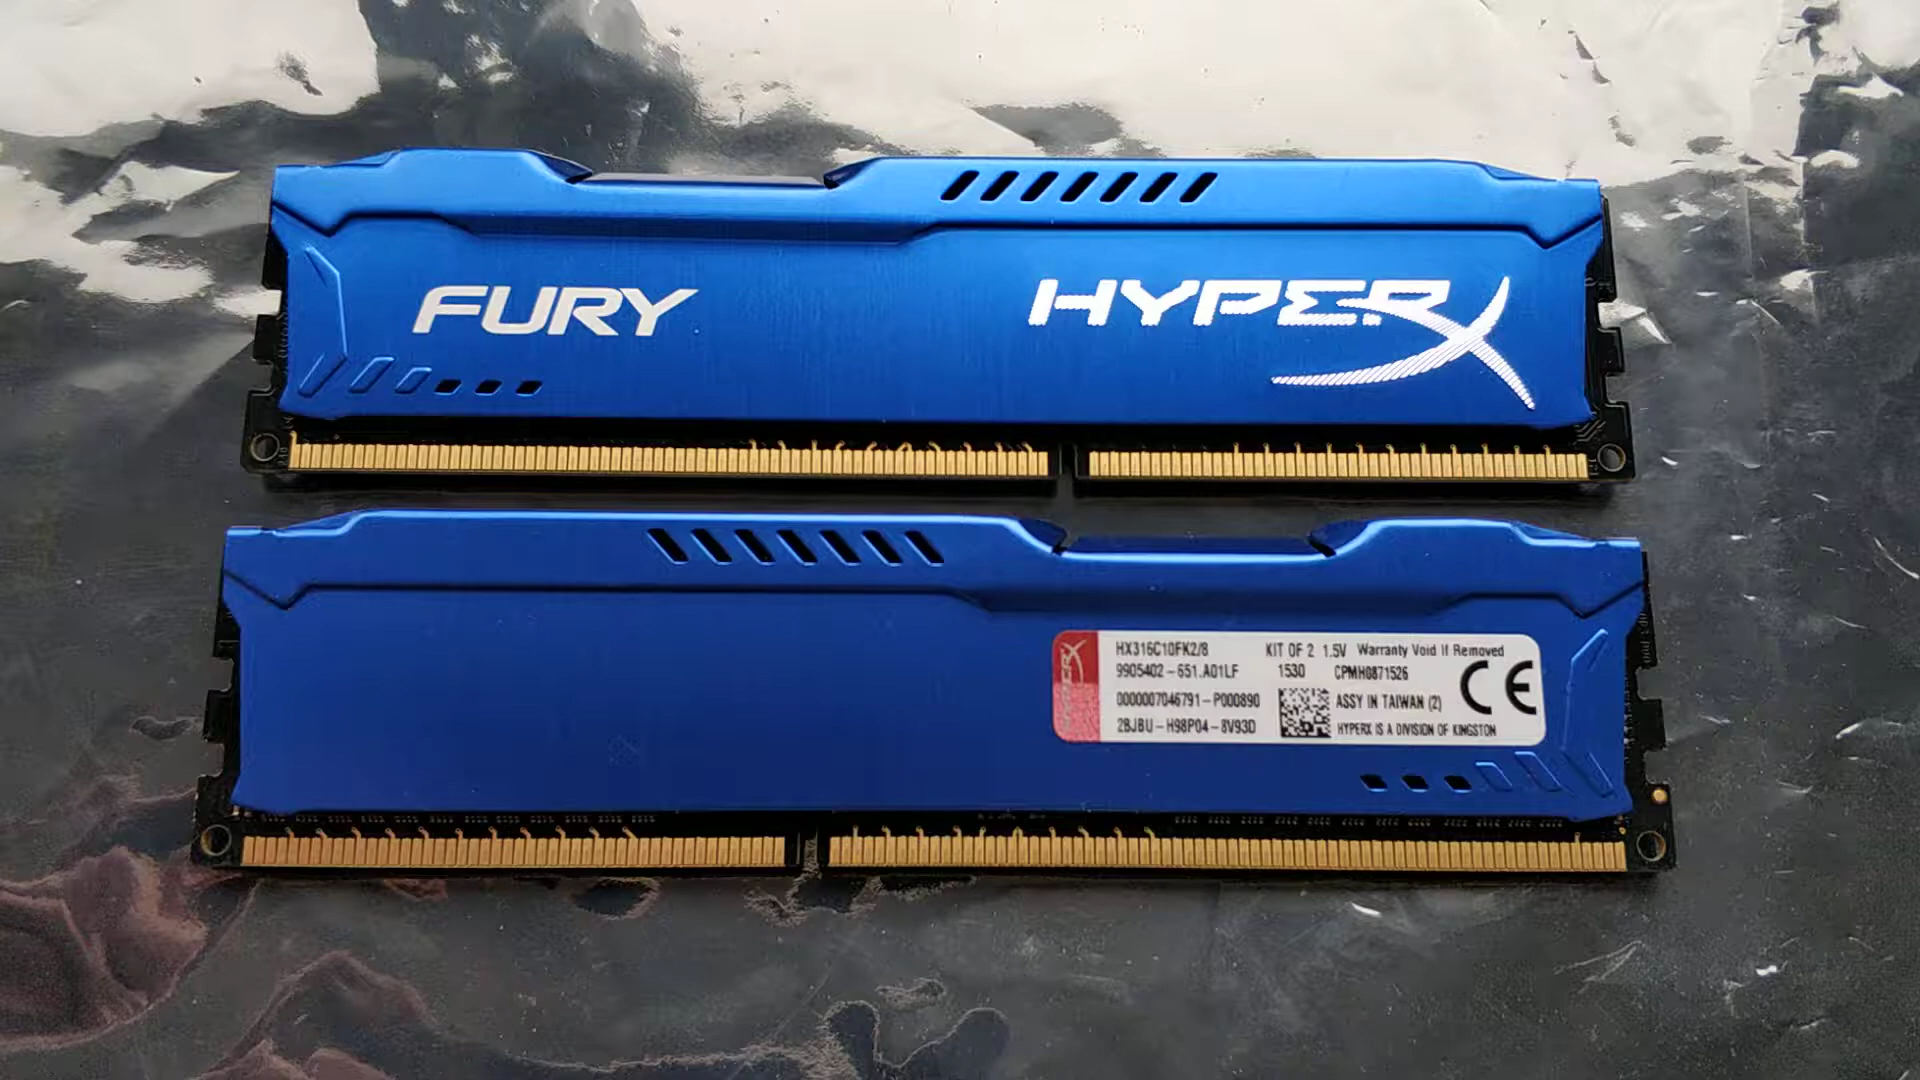 FURY
HYPERX
HYPERX
HX316C10FK2/8 KIT OF 2 1.5V Warranty Void If Removed
9905402-651.A01LF 1530 CPMH0871526
0000007046791-P000890 ASSY IN TAIWAN (2) CE
2BJBU-H98P04-8V93D HYPERX IS A DIVISION OF KINGSTON